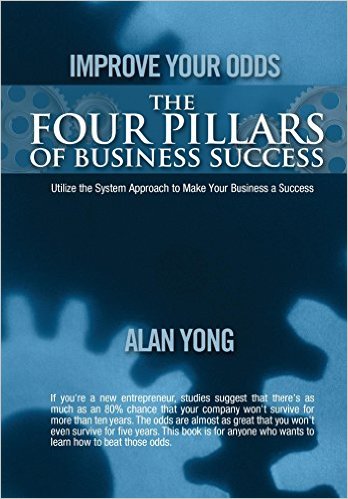 IMPROVE YOUR ODDS
THE
FOUR PILLARS
OF BUSINESS SUCCESS
Utilize the System Approach to Make Your Business a Success
ALAN YONG
If you're a new entrepreneur, studies suggest that there's as
much as an 80% chance that your company won't survive for
more than ten years. The odds are almost as great that you won't
even survive for five years. This book is for anyone who wants to
learn how to beat those odds.